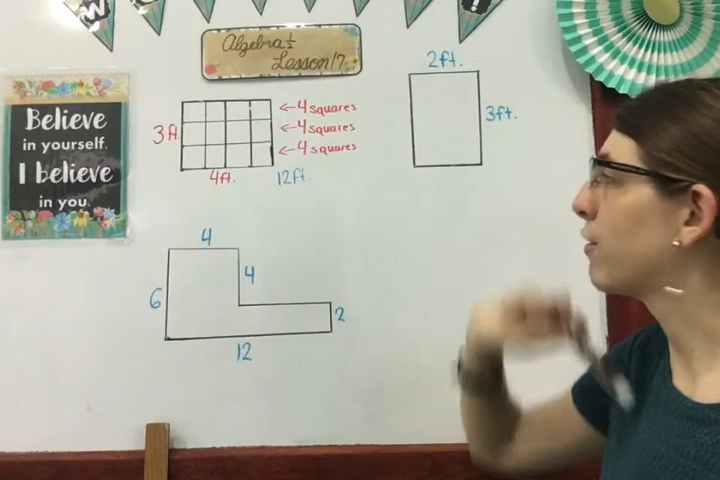 W
!
Algebra ½
Lesson 17
Believe
in yourself.
I believe
in you.
3ft.
←4 squares
←4 squares
←4 squares
4ft.
12ft.
2ft.
3ft.
4
4
6
2
12